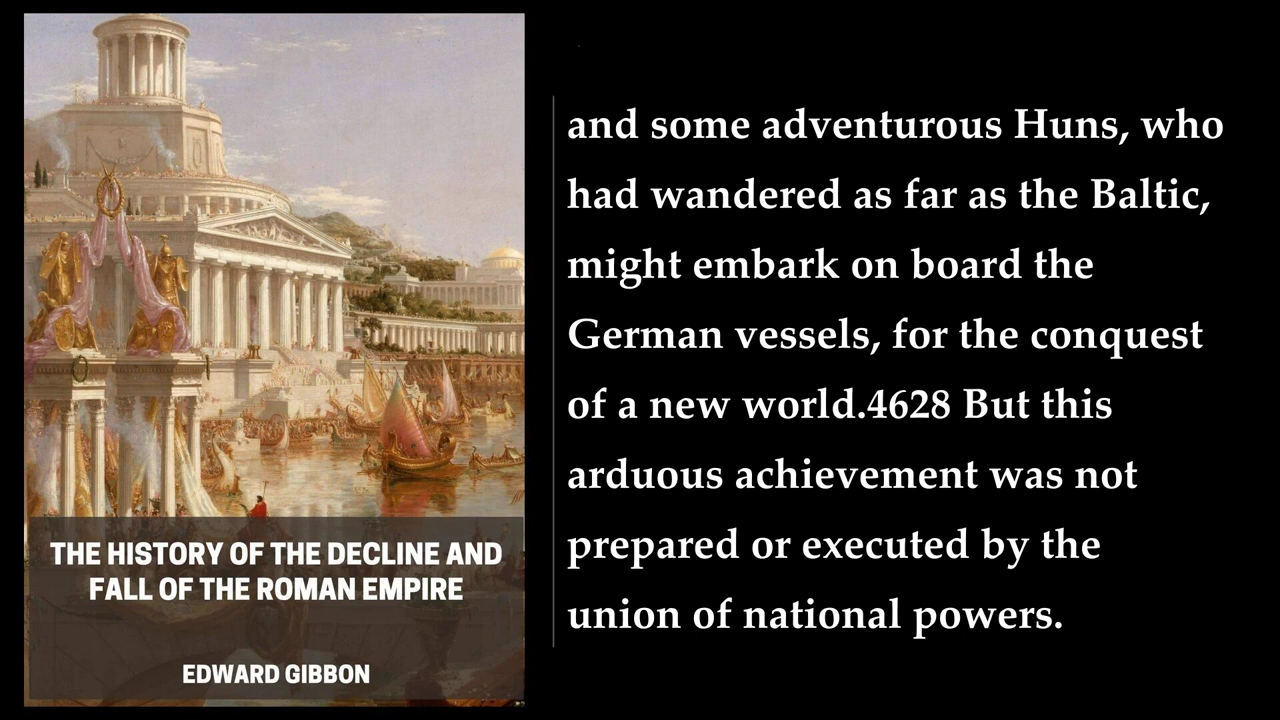 THE HISTORY OF THE DECLINE AND
FALL OF THE ROMAN EMPIRE
EDWARD GIBBON
and some adventurous Huns, who
had wandered as far as the Baltic,
might embark on board the
German vessels, for the conquest
of a new world.4628 But this
arduous achievement was not
prepared or executed by the
union of national powers.